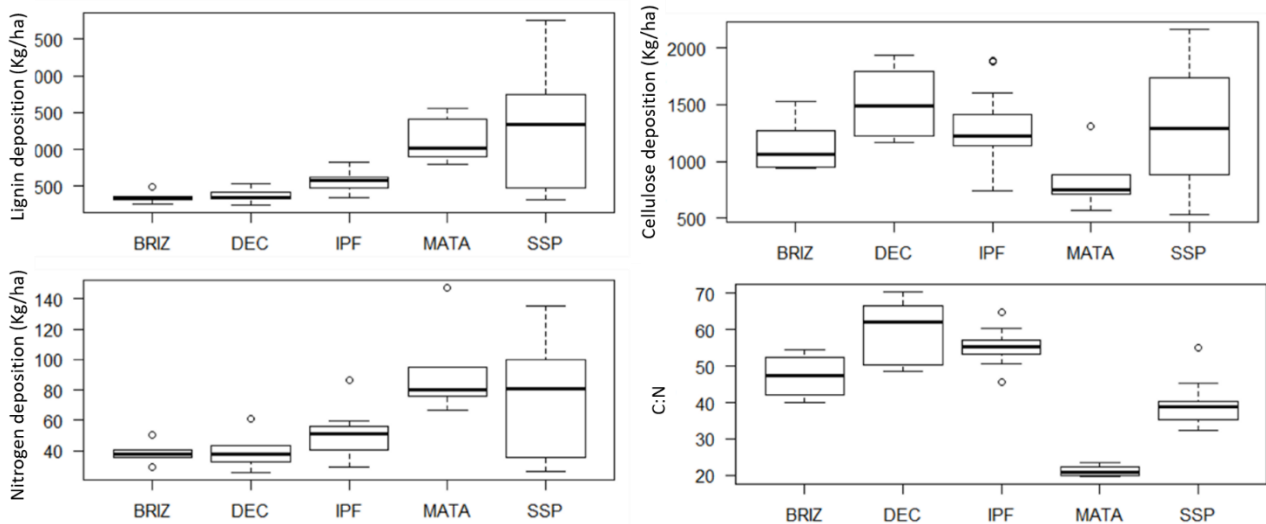 Lignin deposition (Kg/ha)
500
000
500
000
500
BRIZ DEC IPF MATA SSP
Cellulose deposition (Kg/ha)
2000
1500
1000
500
BRIZ DEC IPF MATA SSP
Nitrogen deposition (Kg/ha)
140
120
100
80
60
40
BRIZ DEC IPF MATA SSP
C:N
70
60
50
40
30
20
BRIZ DEC IPF MATA SSP